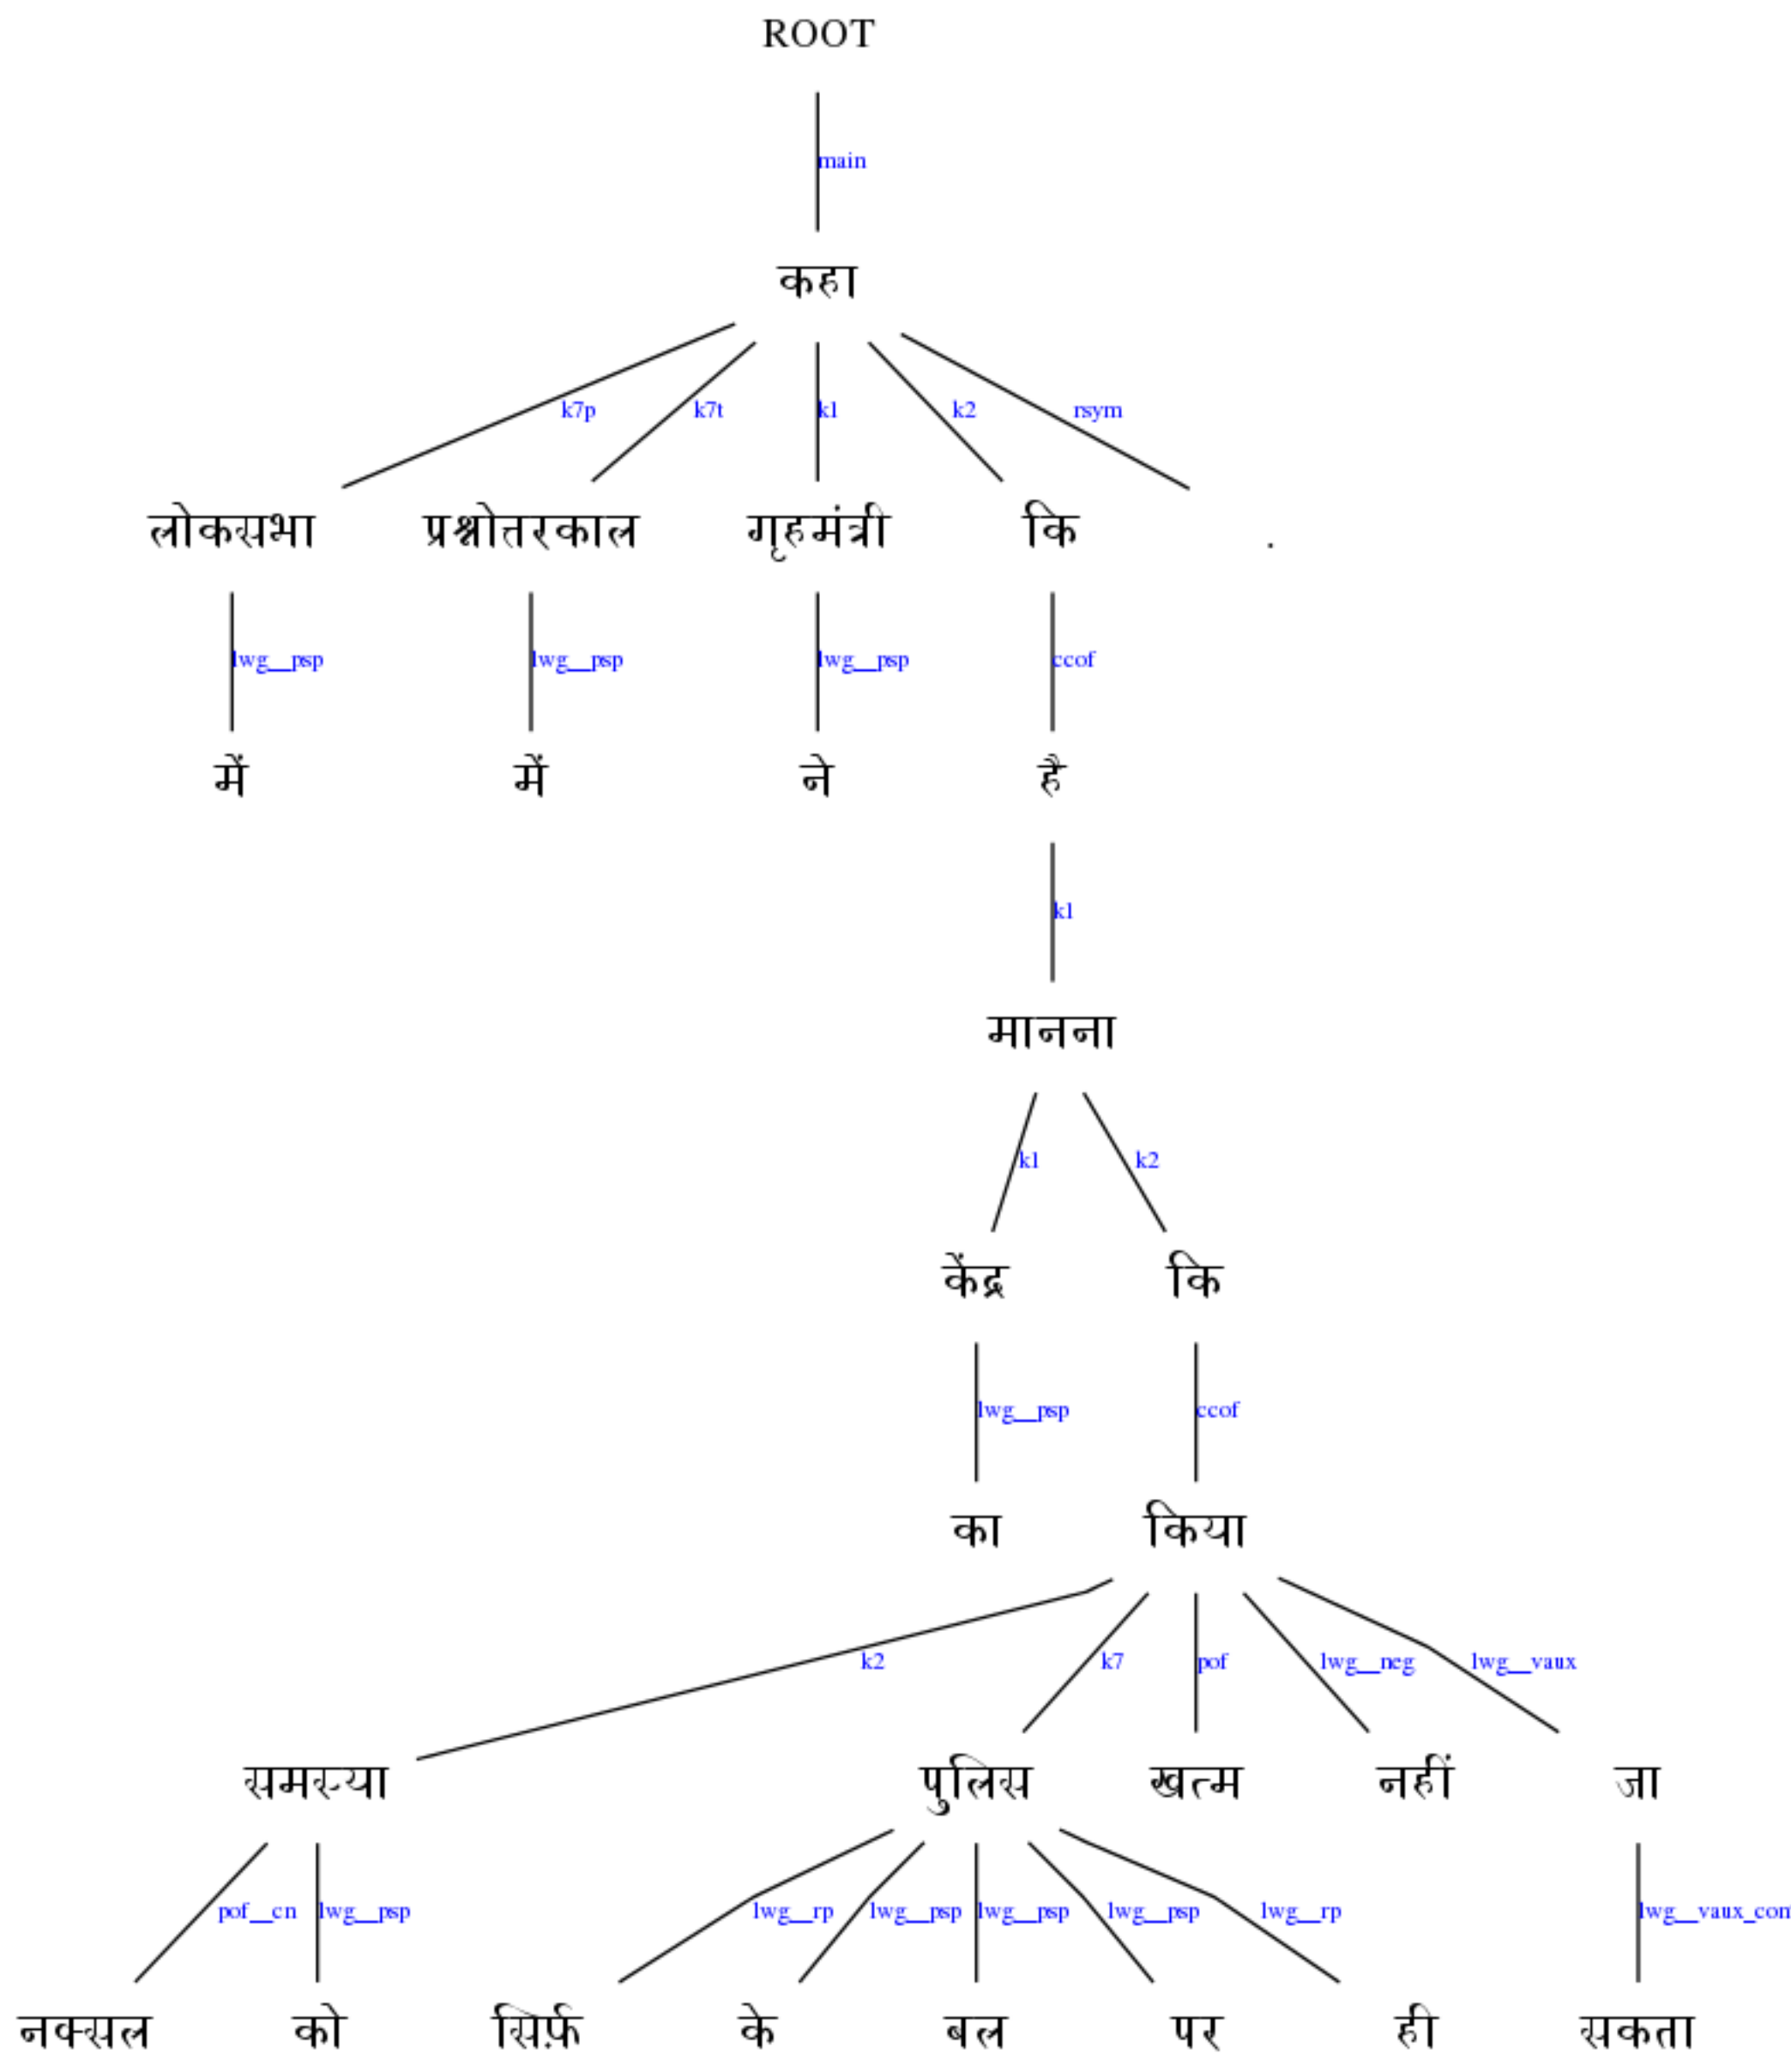 ROOT
main
कहा
k7p k7t k1 k2 rsym
लोकसभा प्रश्नोत्तरकाल गृहमंत्री कि .
lwg__psp lwg__psp lwg__psp ccof
में में ने है
k1
मानना
k1 k2
केंद्र कि
lwg__psp ccof
का किया
k2 k7 pof lwg__neg lwg__vaux
समस्या पुलिस खत्म नहीं जा
pof__cn lwg__psp lwg__rp lwg__psp lwg__psp lwg__psp lwg__rp lwg__vaux_con
नक्सल को सिर्फ़ के बल पर ही सकता